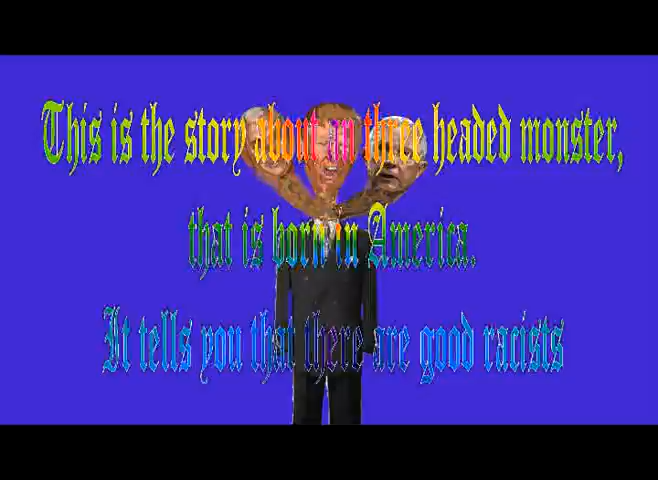 This is the story about an three headed monster,
that is born in America.
It tells you that there are good racists